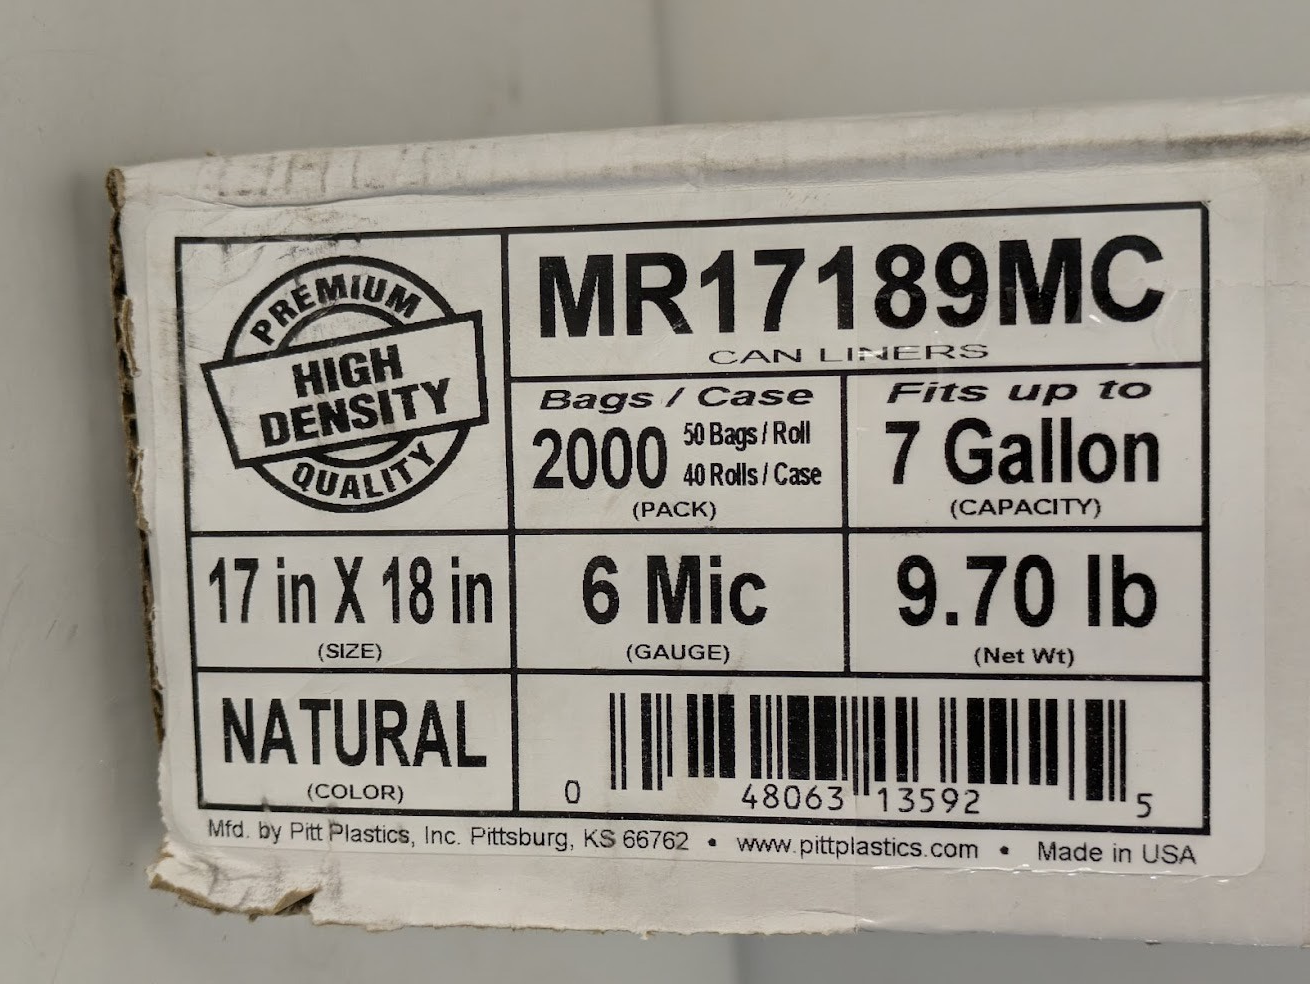 PREMIUM
HIGH
DENSITY
QUALITY
MR17189MC
CAN LINERS
Bags / Case
2000 50 Bags / Roll
40 Rolls / Case
(PACK)
Fits up to
7 Gallon
(CAPACITY)
17 in X 18 in
(SIZE)
6 Mic
(GAUGE)
9.70 lb
(Net Wt)
NATURAL
(COLOR)
0 48063 13592 5
Mfd. by Pitt Plastics, Inc. Pittsburg, KS 66762 • www.pittplastics.com • Made in USA